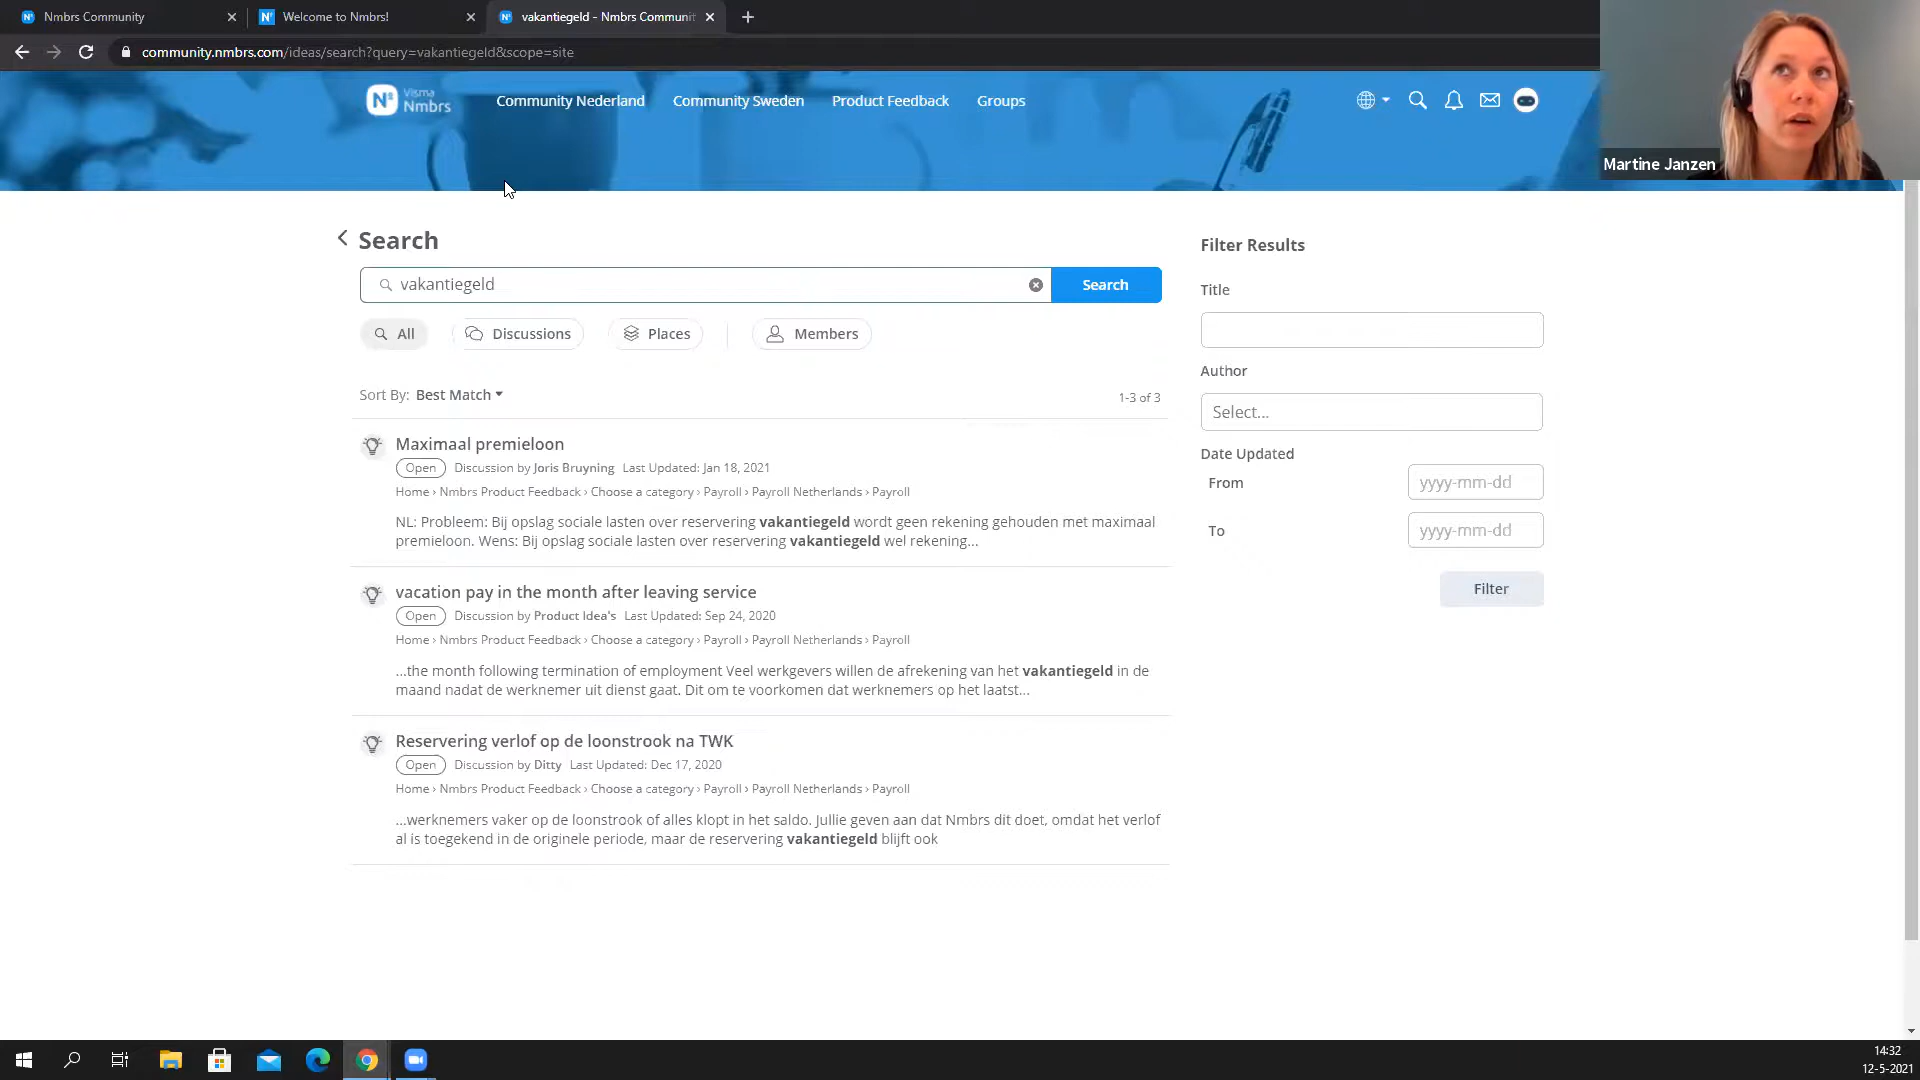 Nmbrs Community
Welcome to Nmbrs!
vakantiegeld - Nmbrs Communit
community.nmbrs.com/ideas/search?query=vakantiegeld&scope=site
Visma
Nmbrs
Community Nederland
Community Sweden
Product Feedback
Groups
Martine Janzen
Search
vakantiegeld
Search
All
Discussions
Places
Members
Sort By: Best Match
1-3 of 3
Maximaal premieloon
Open Discussion by Joris Bruyning Last Updated: Jan 18, 2021
Home › Nmbrs Product Feedback › Choose a category › Payroll › Payroll Netherlands › Payroll
NL: Probleem: Bij opslag sociale lasten over reservering vakantiegeld wordt geen rekening gehouden met maximaal
premieloon. Wens: Bij opslag sociale lasten over reservering vakantiegeld wel rekening...
vacation pay in the month after leaving service
Open Discussion by Product Idea's Last Updated: Sep 24, 2020
Home › Nmbrs Product Feedback › Choose a category › Payroll › Payroll Netherlands › Payroll
...the month following termination of employment Veel werkgevers willen de afrekening van het vakantiegeld in de
maand nadat de werknemer uit dienst gaat. Dit om te voorkomen dat werknemers op het laatst...
Reservering verlof op de loonstrook na TWK
Open Discussion by Ditty Last Updated: Dec 17, 2020
Home › Nmbrs Product Feedback › Choose a category › Payroll › Payroll Netherlands › Payroll
...werknemers vaker op de loonstrook of alles klopt in het saldo. Jullie geven aan dat Nmbrs dit doet, omdat het verlof
al is toegekend in de originele periode, maar de reservering vakantiegeld blijft ook
Filter Results
Title
Author
Select...
Date Updated
From
yyyy-mm-dd
To
yyyy-mm-dd
Filter
14:32
12-5-2021